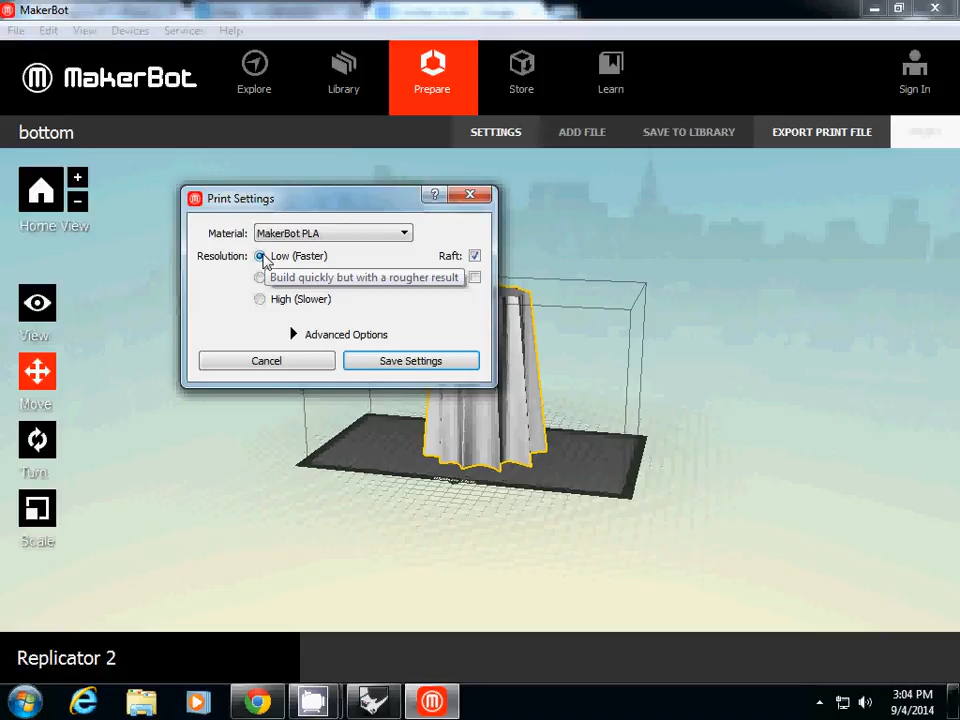 MakerBot
File Edit View Devices Services Help
MakerBot
Explore Library Prepare Store Learn Sign In
bottom SETTINGS ADD FILE SAVE TO LIBRARY EXPORT PRINT FILE
Home View
+
-
Print Settings
Material: MakerBot PLA
Resolution: Low (Faster) Raft:
Build quickly but with a rougher result
High (Slower)
Advanced Options
Cancel Save Settings
View
Move
Turn
Scale
Replicator 2
3:04 PM
9/4/2014